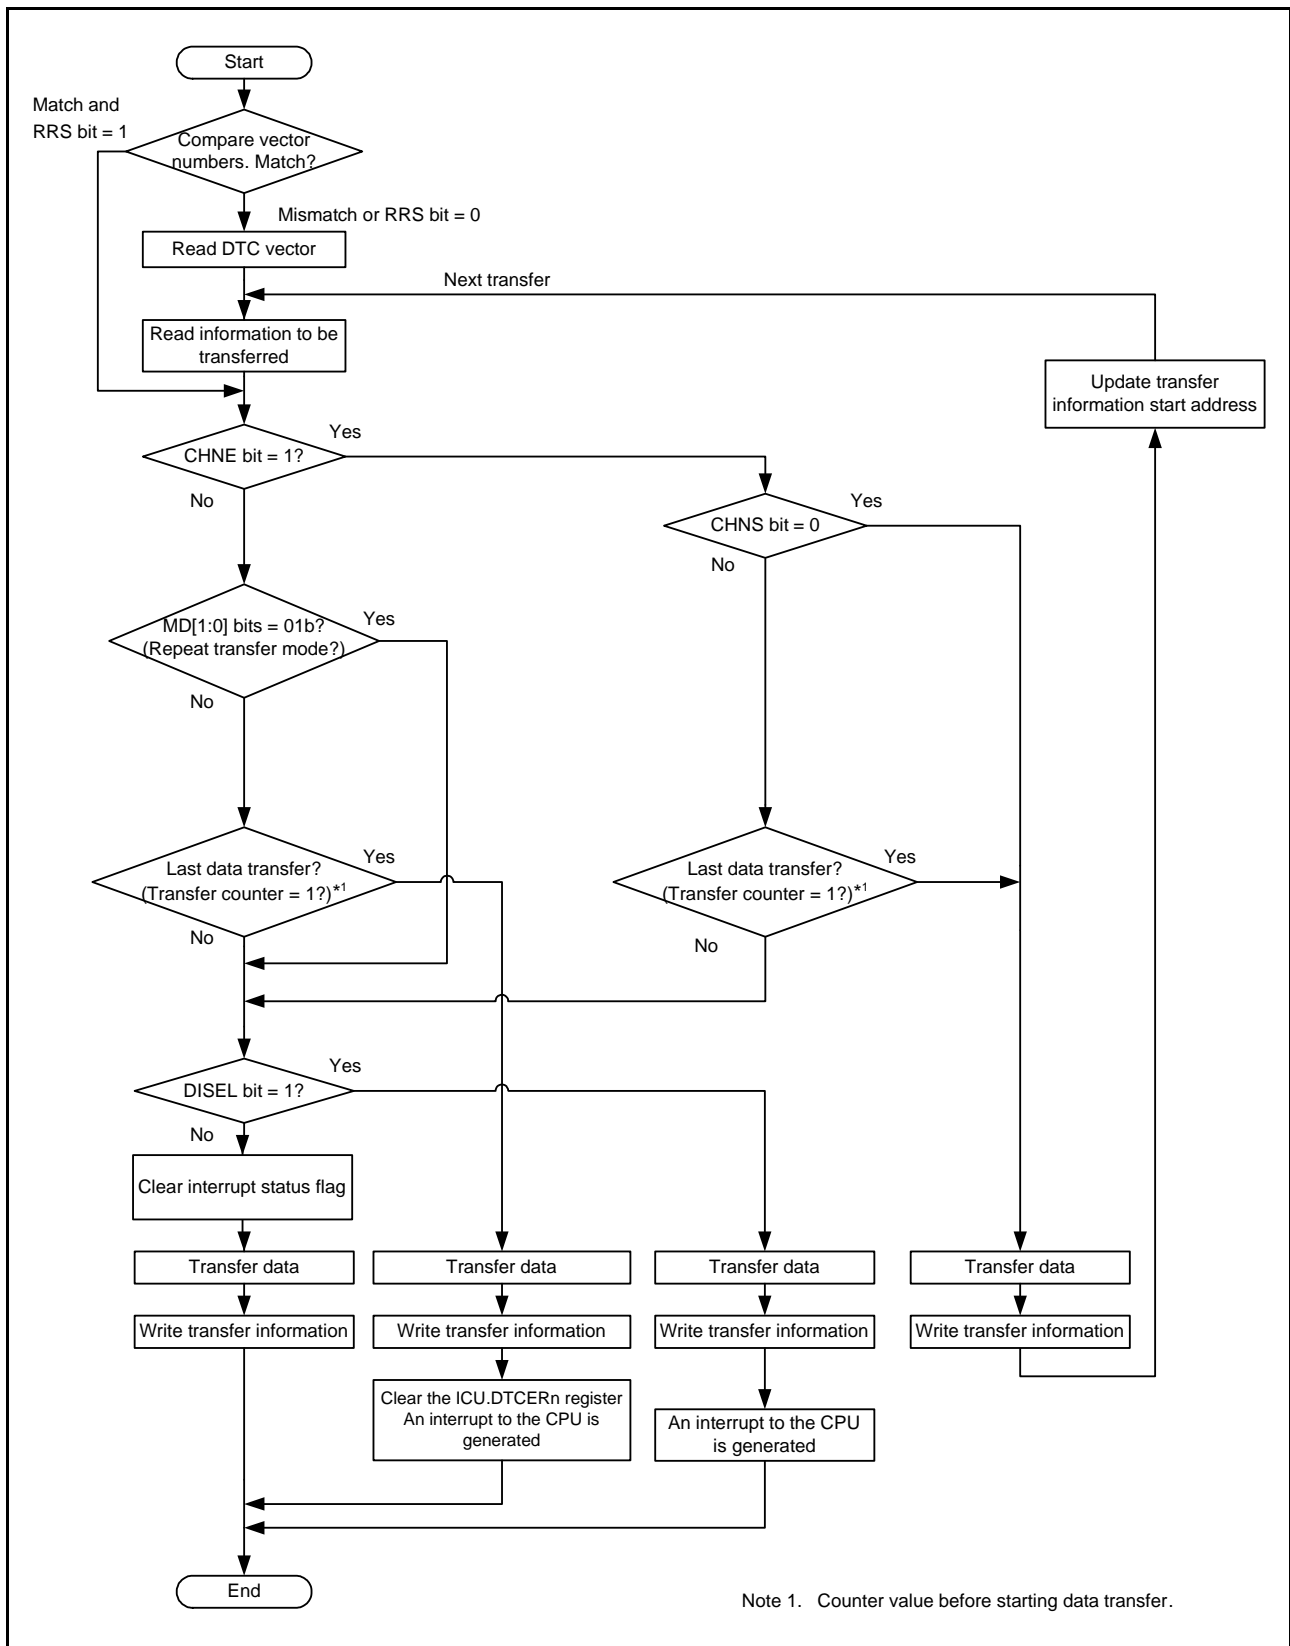 Start
Match and
RRS bit = 1
Compare vector
numbers. Match?
Mismatch or RRS bit = 0
Read DTC vector
Next transfer
Read information to be
transferred
Update transfer
information start address
Yes
CHNE bit = 1?
No
Yes
CHNS bit = 0
No
Yes
MD[1:0] bits = 01b?
(Repeat transfer mode?)
No
Yes
Last data transfer?
(Transfer counter = 1?)*1
No
Yes
Last data transfer?
(Transfer counter = 1?)*1
No
Yes
DISEL bit = 1?
No
Clear interrupt status flag
Transfer data
Transfer data
Transfer data
Transfer data
Write transfer information
Write transfer information
Write transfer information
Write transfer information
Clear the ICU.DTCERn register
An interrupt to the CPU is
generated
An interrupt to the CPU
is generated
End
Note 1. Counter value before starting data transfer.